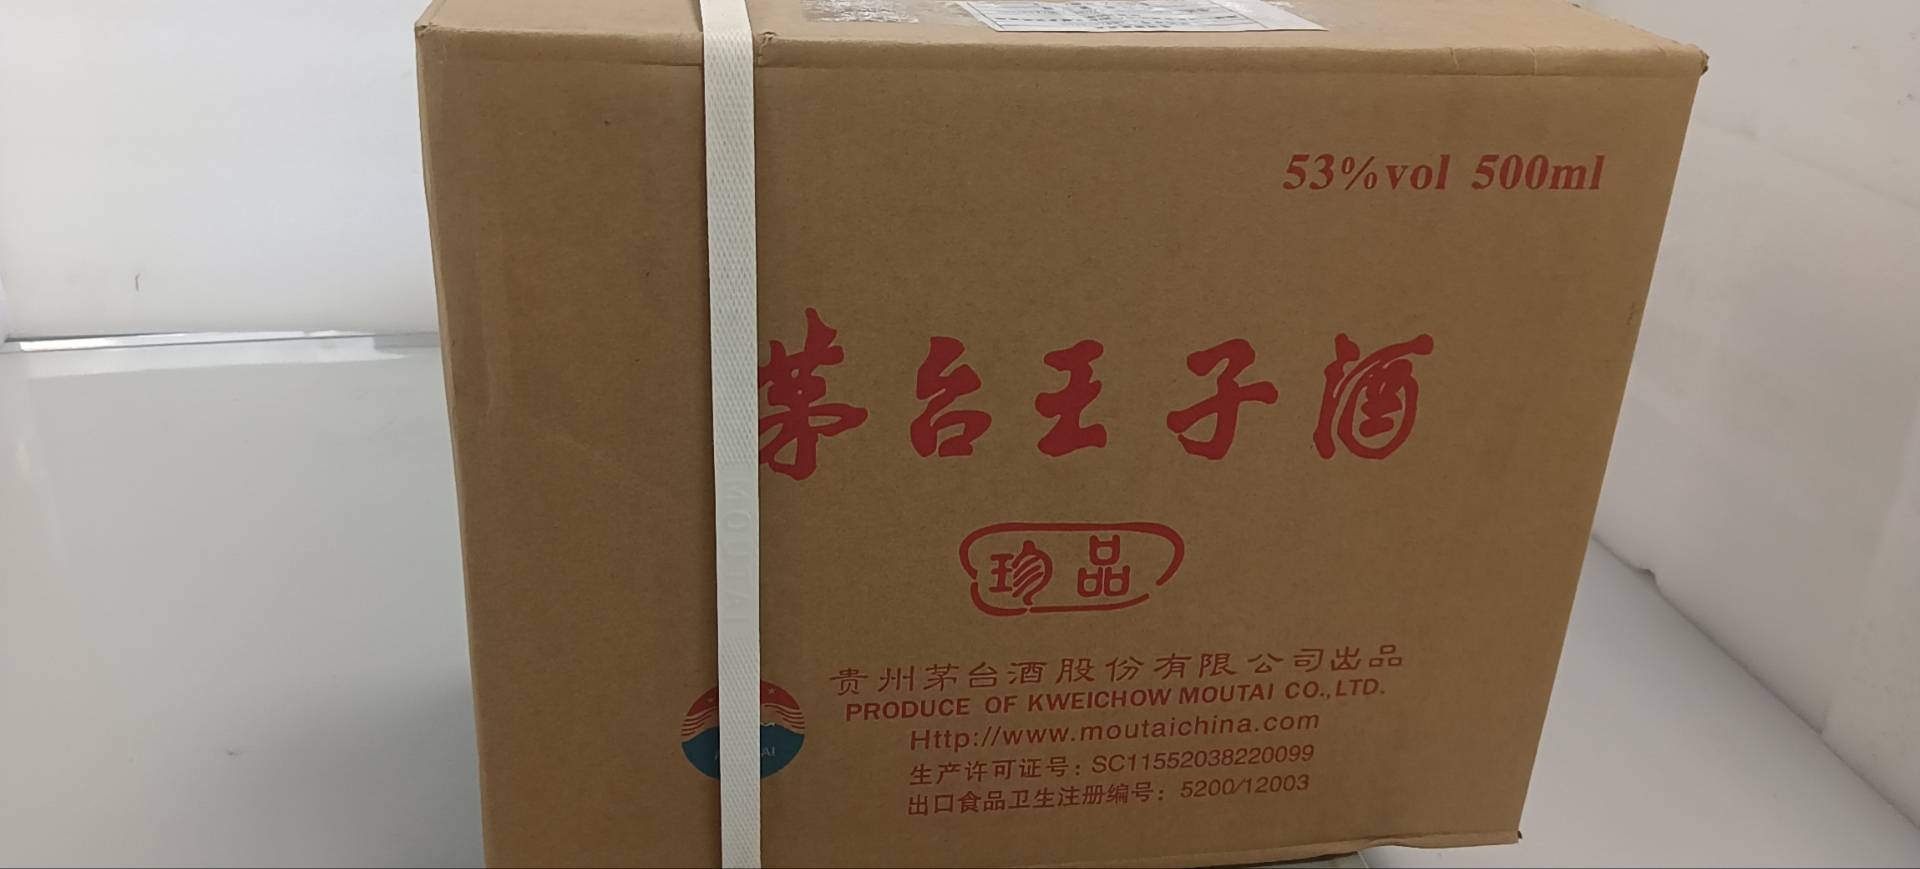 53%vol 500ml
茅台王子酒
珍品
MOUTAI
贵州茅台酒股份有限公司出品
PRODUCE OF KWEICHOW MOUTAI CO.,LTD.
Http://www.moutaichina.com
生产许可证号：SC11552038220099
出口食品卫生注册编号：5200/12003